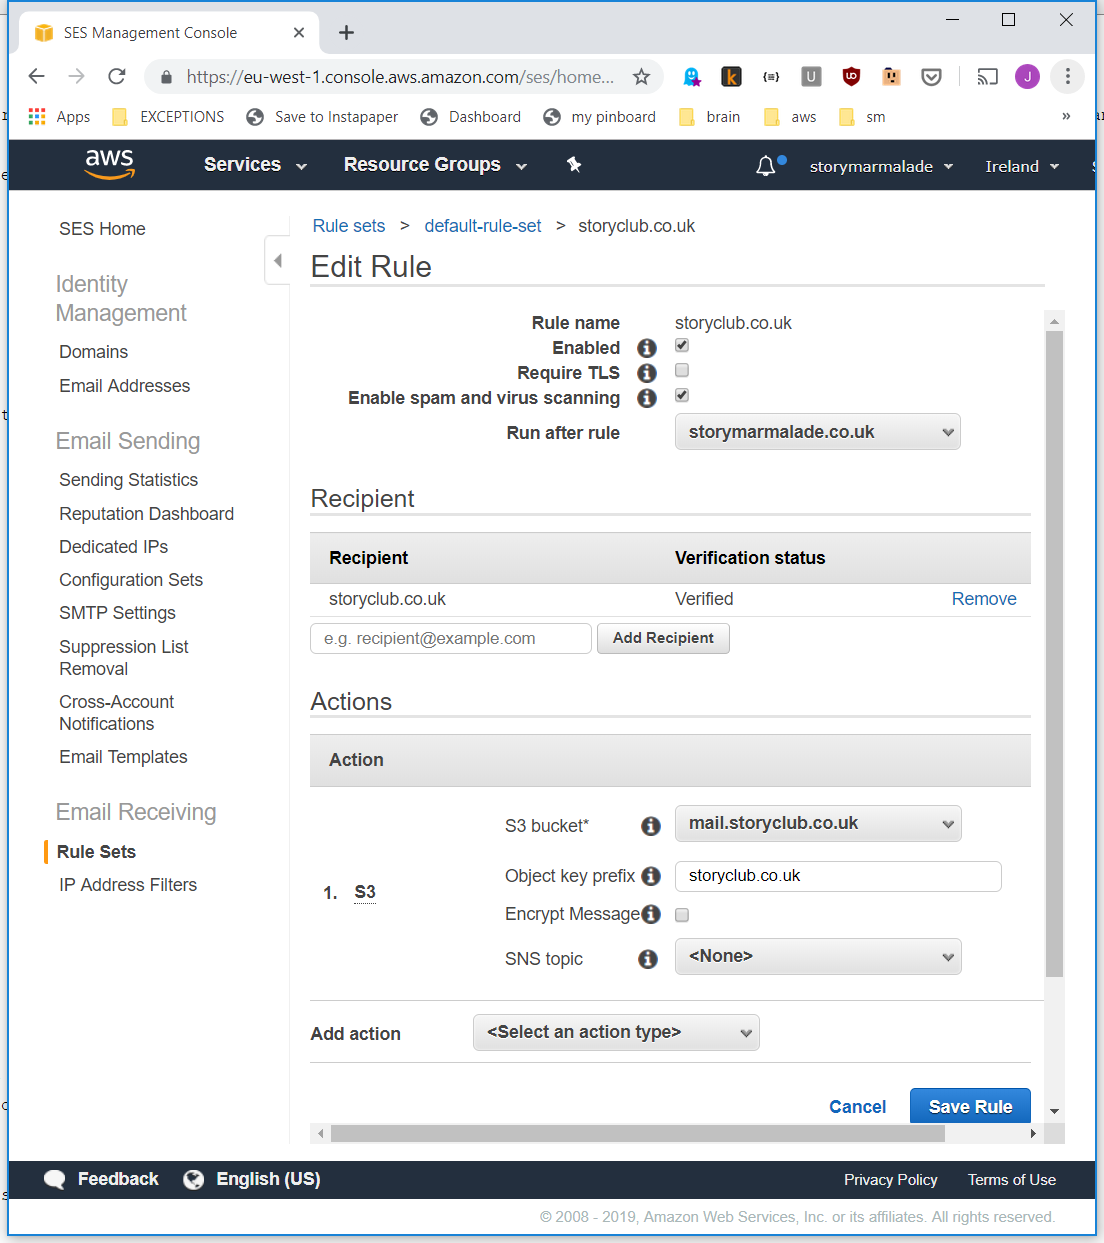 SES Management Console
https://eu-west-1.console.aws.amazon.com/ses/home...
k
U
J
Apps
EXCEPTIONS
Save to Instapaper
Dashboard
my pinboard
brain
aws
sm
»
aws
Services
Resource Groups
storymarmalade
Ireland
SES Home
Identity
Management
Domains
Email Addresses
Email Sending
Sending Statistics
Reputation Dashboard
Dedicated IPs
Configuration Sets
SMTP Settings
Suppression List
Removal
Cross-Account
Notifications
Email Templates
Email Receiving
Rule Sets
IP Address Filters
Rule sets > default-rule-set > storyclub.co.uk
Edit Rule
Rule name storyclub.co.uk
Enabled
Require TLS
Enable spam and virus scanning
Run after rule storymarmalade.co.uk
Recipient
Recipient Verification status
storyclub.co.uk Verified Remove
e.g. recipient@example.com Add Recipient
Actions
Action
1. S3
S3 bucket* mail.storyclub.co.uk
Object key prefix storyclub.co.uk
Encrypt Message
SNS topic <None>
Add action <Select an action type>
Cancel Save Rule
Feedback English (US) Privacy Policy Terms of Use
© 2008 - 2019, Amazon Web Services, Inc. or its affiliates. All rights reserved.